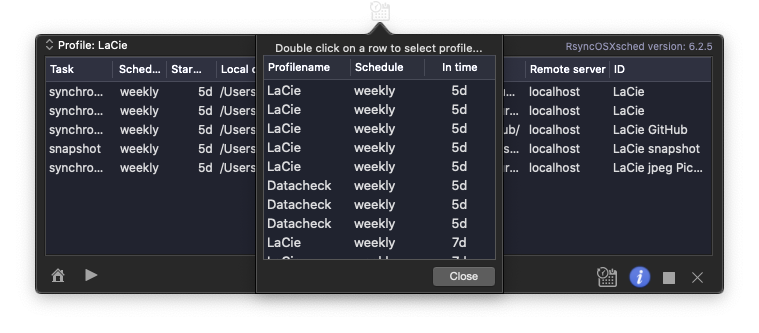 Profile: LaCie
RsyncOSXsched version: 6.2.5
Double click on a row to select profile...
Task Sched... Star... Local c Remote server ID
synchro... weekly 5d /Users localhost LaCie
synchro... weekly 5d /Users localhost LaCie
synchro... weekly 5d /Users ub/ localhost LaCie GitHub
snapshot weekly 5d /Users s... localhost LaCie snapshot
synchro... weekly 5d /Users ur... localhost LaCie jpeg Pic...
Profilename Schedule In time
LaCie weekly 5d
LaCie weekly 5d
LaCie weekly 5d
LaCie weekly 5d
LaCie weekly 5d
Datacheck weekly 5d
Datacheck weekly 5d
Datacheck weekly 5d
LaCie weekly 7d
Close